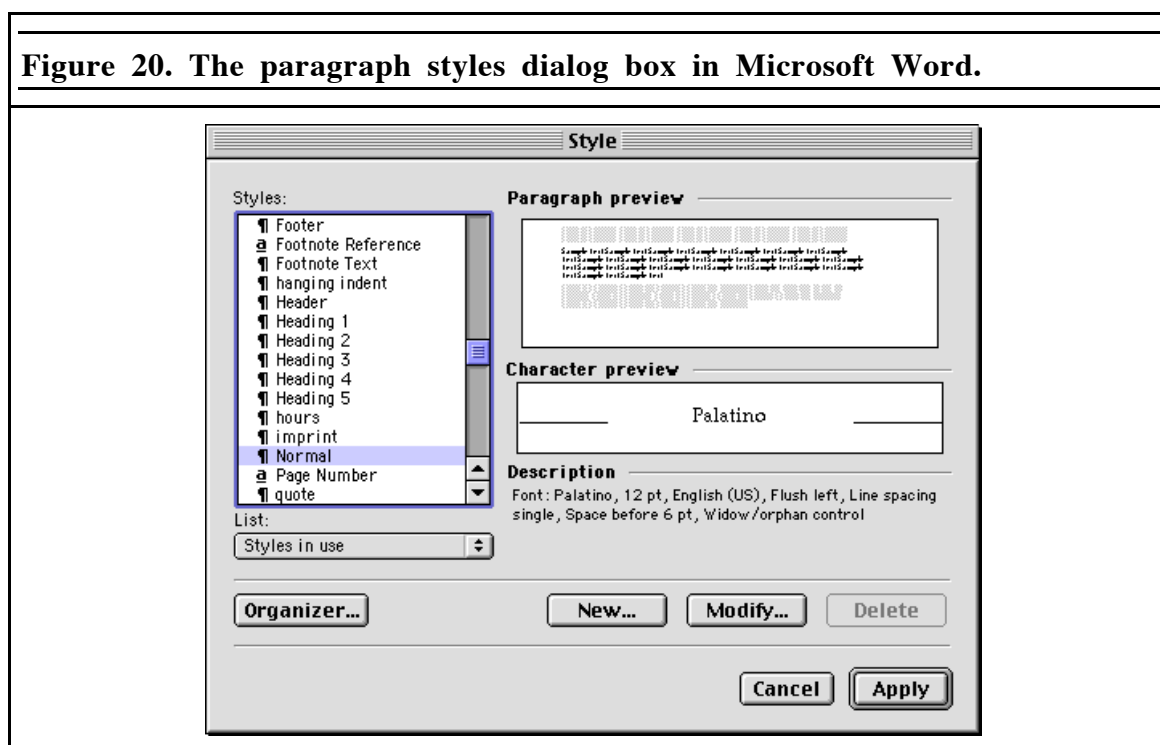 Figure 20. The paragraph styles dialog box in Microsoft Word.
Style
Styles:
¶ Footer
a Footnote Reference
¶ Footnote Text
¶ hanging indent
¶ Header
¶ Heading 1
¶ Heading 2
¶ Heading 3
¶ Heading 4
¶ Heading 5
¶ hours
¶ imprint
¶ Normal
a Page Number
¶ quote
List:
Styles in use
Paragraph preview
Character preview
Palatino
Description
Font: Palatino, 12 pt, English (US), Flush left, Line spacing
single, Space before 6 pt, Widow/orphan control
Organizer... New... Modify... Delete
Cancel Apply